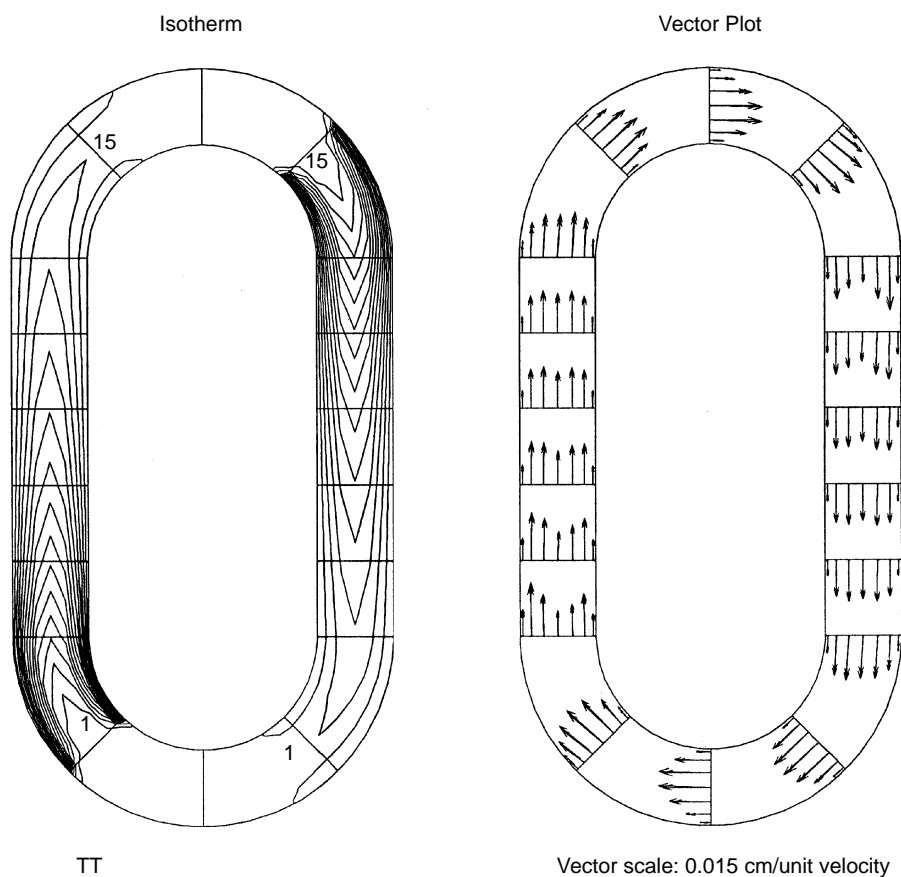 Isotherm
Vector Plot
15
15
1
1
TT
Vector scale: 0.015 cm/unit velocity